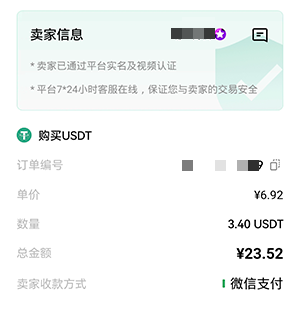 卖家信息
*卖家已通过平台实名及视频认证
*平台7*24小时客服在线，保证您与卖家的交易安全
购买USDT
订单编号
单价 ¥6.92
数量 3.40 USDT
总金额 ¥23.52
卖家收款方式 微信支付